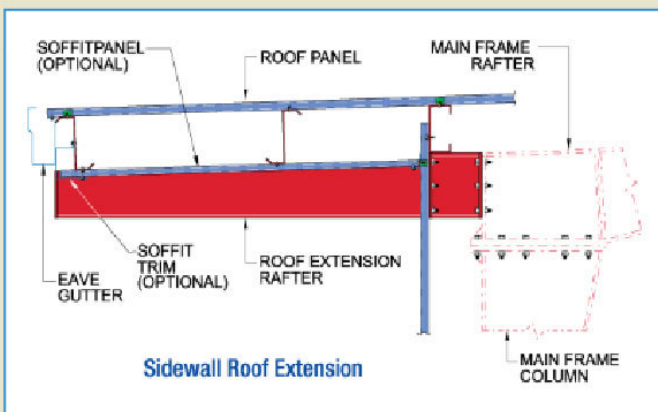 SOFFITPANEL
(OPTIONAL)
ROOF PANEL
MAIN FRAME
RAFTER
EAVE
GUTTER
SOFFIT
TRIM
(OPTIONAL)
ROOF EXTENSION
RAFTER
MAIN FRAME
COLUMN
Sidewall Roof Extension